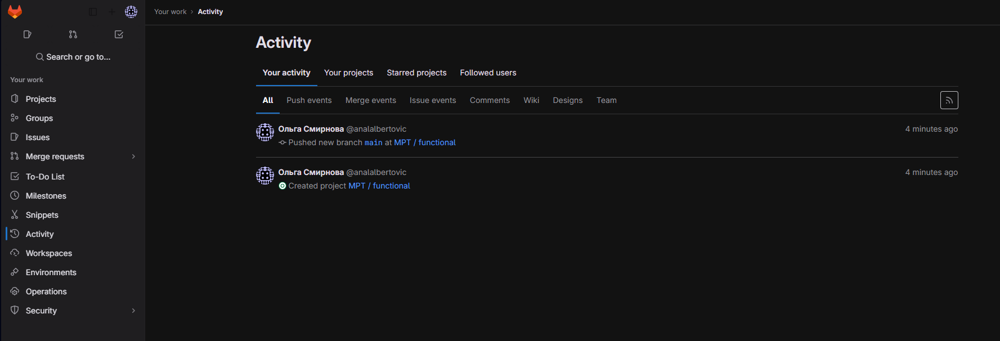 Your work › Activity
Search or go to...
Your work
Projects
Groups
Issues
Merge requests
To-Do List
Milestones
Snippets
Activity
Workspaces
Environments
Operations
Security
Activity
Your activity Your projects Starred projects Followed users
All Push events Merge events Issue events Comments Wiki Designs Team
Ольга Смирнова @analalbertovic 4 minutes ago
Pushed new branch main at MPT / functional
Ольга Смирнова @analalbertovic 4 minutes ago
Created project MPT / functional